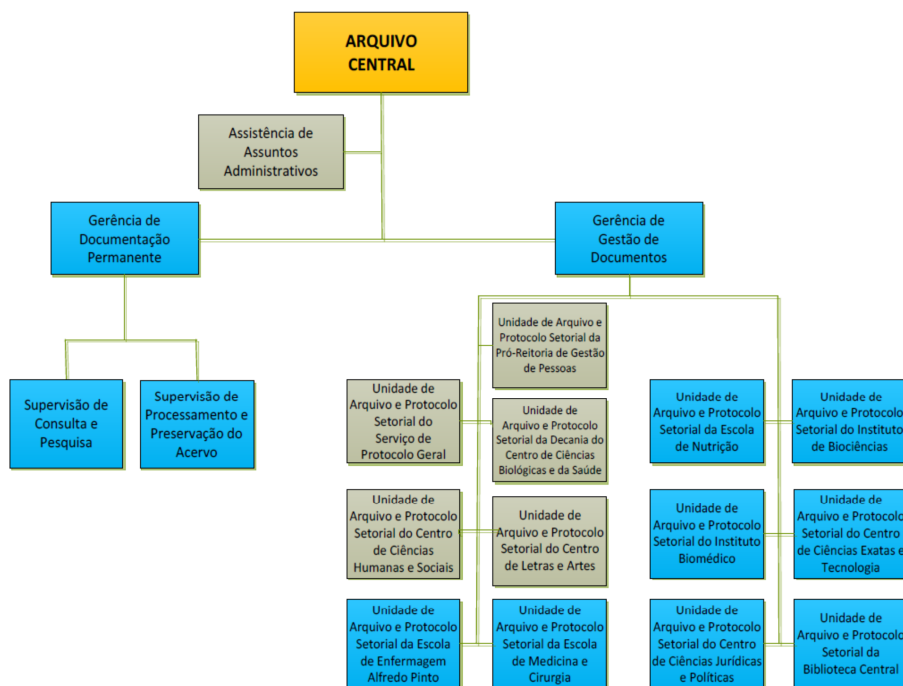 ARQUIVO
CENTRAL
Assistência de
Assuntos
Administrativos
Gerência de
Documentação
Permanente
Gerência de
Gestão de
Documentos
Supervisão de
Consulta e
Pesquisa
Supervisão de
Processamento e
Preservação do
Acervo
Unidade de Arquivo e
Protocolo Setorial da
Pró-Reitoria de Gestão
de Pessoas
Unidade de
Arquivo e Protocolo
Setorial do
Serviço de
Protocolo Geral
Unidade de
Arquivo e Protocolo
Setorial da Decania do
Centro de Ciências
Biológicas e da Saúde
Unidade de
Arquivo e Protocolo
Setorial do Centro
de Ciências
Humanas e Sociais
Unidade de
Arquivo e Protocolo
Setorial do Centro
de Letras e Artes
Unidade de
Arquivo e Protocolo
Setorial da Escola
de Enfermagem
Alfredo Pinto
Unidade de
Arquivo e Protocolo
Setorial da Escola
de Medicina e
Cirurgia
Unidade de
Arquivo e Protocolo
Setorial da Escola
de Nutrição
Unidade de
Arquivo e Protocolo
Setorial do Instituto
de Biociências
Unidade de
Arquivo e Protocolo
Setorial do Instituto
Biomédico
Unidade de
Arquivo e Protocolo
Setorial do Centro
de Ciências Exatas e
Tecnologia
Unidade de
Arquivo e Protocolo
Setorial do Centro
de Ciências Jurídicas
e Políticas
Unidade de
Arquivo e Protocolo
Setorial da
Biblioteca Central